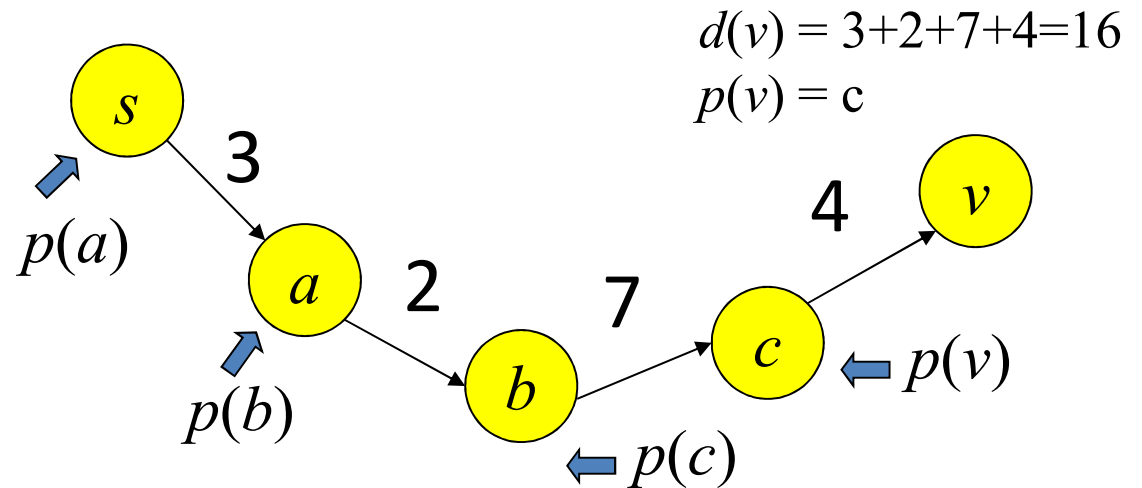 d(v) = 3+2+7+4=16
p(v) = c
s
3
v
4
p(a)
a
2
7
c
p(v)
b
p(b)
p(c)